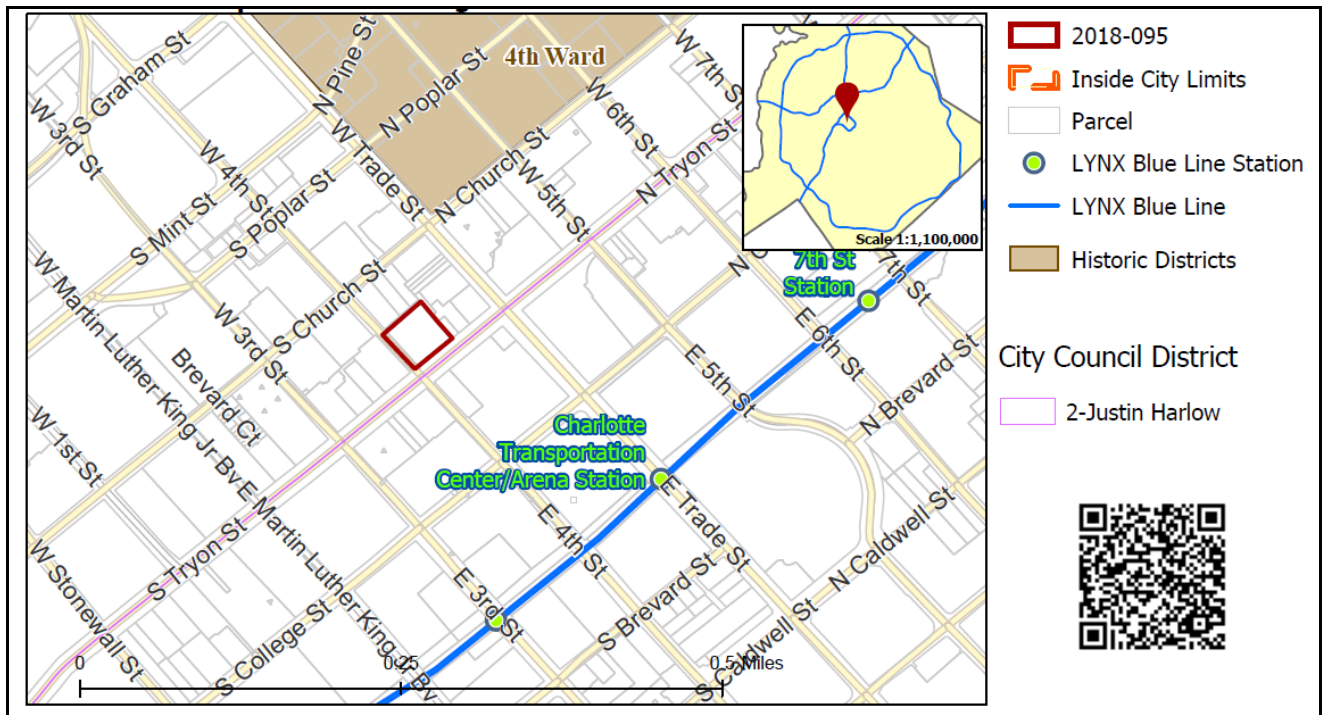 S Graham St
N Pine St
4th Ward
N Poplar St
W 7th St
W 3rd St
W 4th St
N W Trade St
W 6th St
N Church St
W 5th St
N Tryon St
S Mint St
S Poplar St
Scale 1:1,100,000
7th St
Station
7th St
W Martin Luther King Jr Bv
W 3rd St
S Church St
Brevard Ct
E 6th St
N Brevard St
E 5th St
W 1st St
Charlotte
Transportation
Center/Arena Station
E Trade St
E 4th St
N Caldwell St
S Tryon St
E Martin Luther King Jr Bv
W Stonewall St
E 3rd St
S College St
S Brevard St
S Caldwell St
0
0.25
0.5 Miles
2018-095
Inside City Limits
Parcel
LYNX Blue Line Station
LYNX Blue Line
Historic Districts
City Council District
2-Justin Harlow